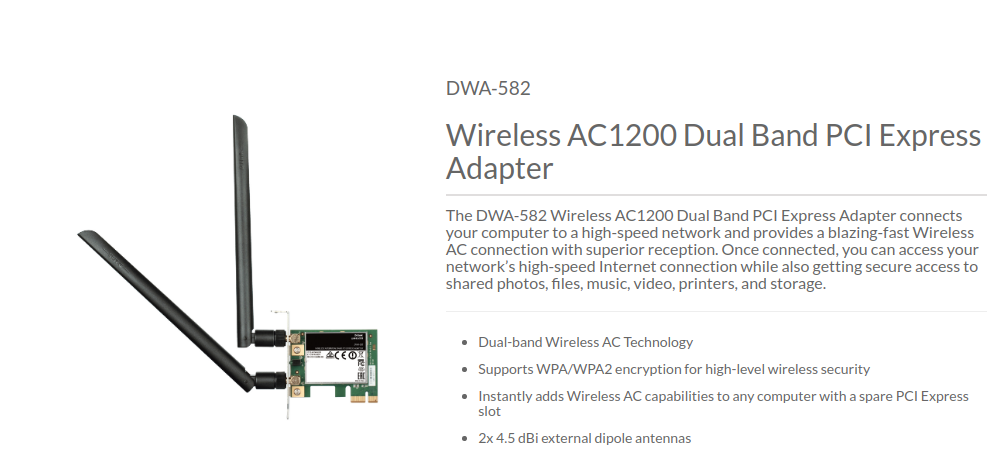 DWA-582
Wireless AC1200 Dual Band PCI Express
Adapter
The DWA-582 Wireless AC1200 Dual Band PCI Express Adapter connects
your computer to a high-speed network and provides a blazing-fast Wireless
AC connection with superior reception. Once connected, you can access your
network's high-speed Internet connection while also getting secure access to
shared photos, files, music, video, printers, and storage.
• Dual-band Wireless AC Technology
• Supports WPA/WPA2 encryption for high-level wireless security
• Instantly adds Wireless AC capabilities to any computer with a spare PCI Express
slot
• 2x 4.5 dBi external dipole antennas